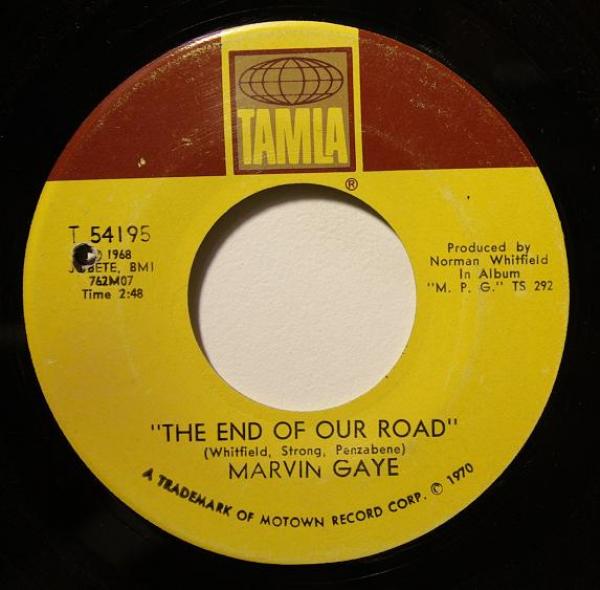 TAMLA
®
T 54195
1968
JOBETE, BMI
762M07
Time 2:48
Produced by
Norman Whitfield
In Album
"M. P. G." TS 292
"THE END OF OUR ROAD"
(Whitfield, Strong, Penzabene)
MARVIN GAYE
A TRADEMARK OF MOTOWN RECORD CORP. © 1970